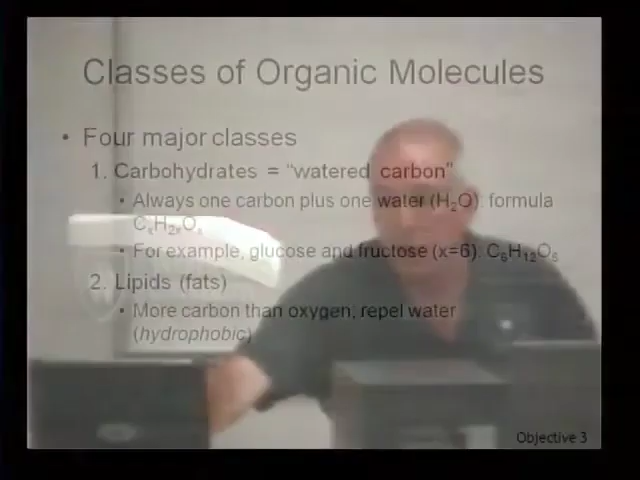 Classes of Organic Molecules
• Four major classes
1. Carbohydrates = "watered carbon"
• Always one carbon plus one water (H₂O): formula
CₓH₂ₓOₓ
• For example, glucose and fructose (x=6): C₆H₁₂O₆
2. Lipids (fats)
• More carbon than oxygen, repel water
(hydrophobic)
Objective 3